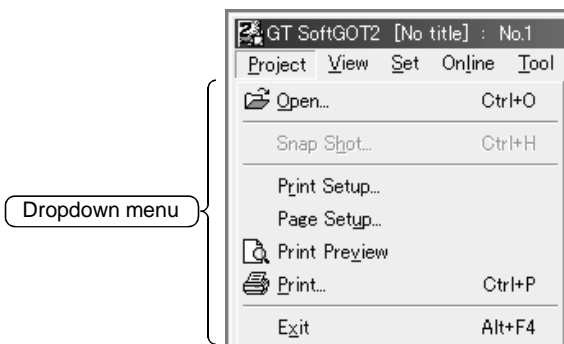 GT SoftGOT2 [No title] : No.1
Project View Set Online Tool
Open... Ctrl+O
Snap Shot... Ctrl+H
Print Setup...
Page Setup...
Dropdown menu
Print Preview
Print... Ctrl+P
Exit Alt+F4